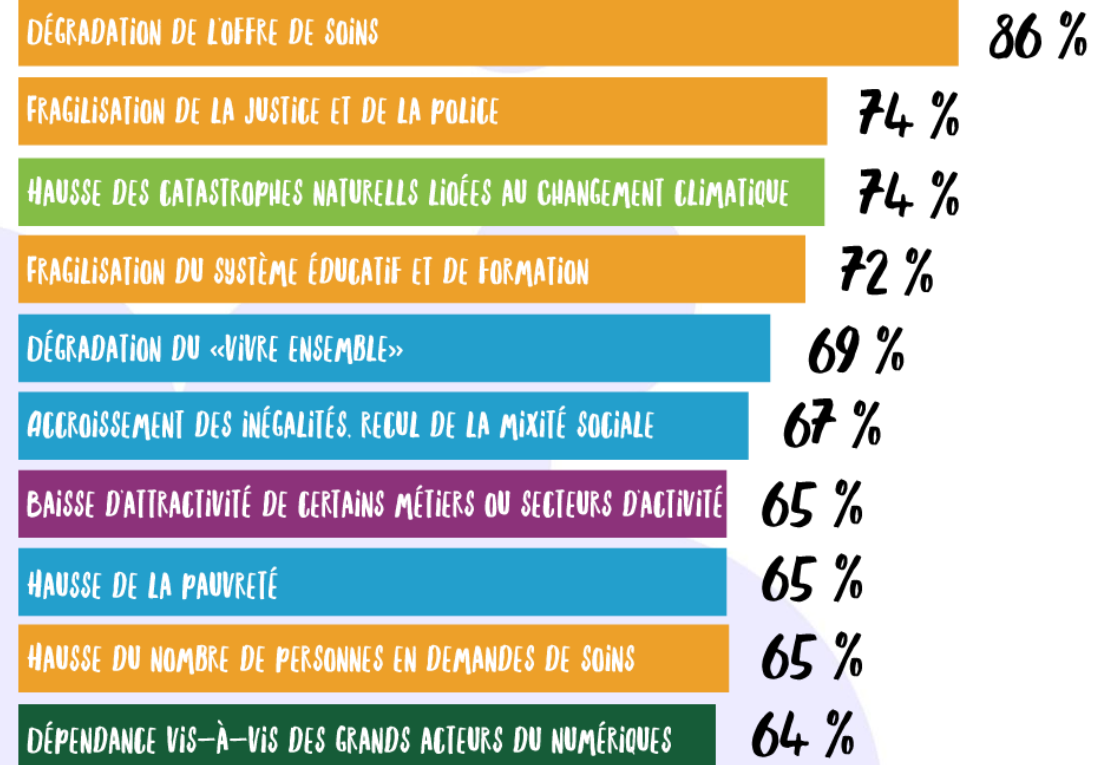 DÉGRADATION DE L'OFFRE DE SOINS 86 %
FRAGILISATION DE LA JUSTICE ET DE LA POLICE 74 %
HAUSSE DES CATASTROPHES NATURELLS LIÉÉES AU CHANGEMENT CLIMATIQUE 74 %
FRAGILISATION DU SYSTÈME ÉDUCATIF ET DE FORMATION 72 %
DÉGRADATION DU «VIVRE ENSEMBLE» 69 %
ACCROISSEMENT DES INÉGALITÉS. RECUL DE LA MIXITÉ SOCIALE 67 %
BAISSE D'ATTRACTIVITÉ DE CERTAINS MÉTIERS OU SECTEURS D'ACTIVITÉ 65 %
HAUSSE DE LA PAUVRETÉ 65 %
HAUSSE DU NOMBRE DE PERSONNES EN DEMANDES DE SOINS 65 %
DÉPENDANCE VIS-À-VIS DES GRANDS ACTEURS DU NUMÉRIQUES 64 %